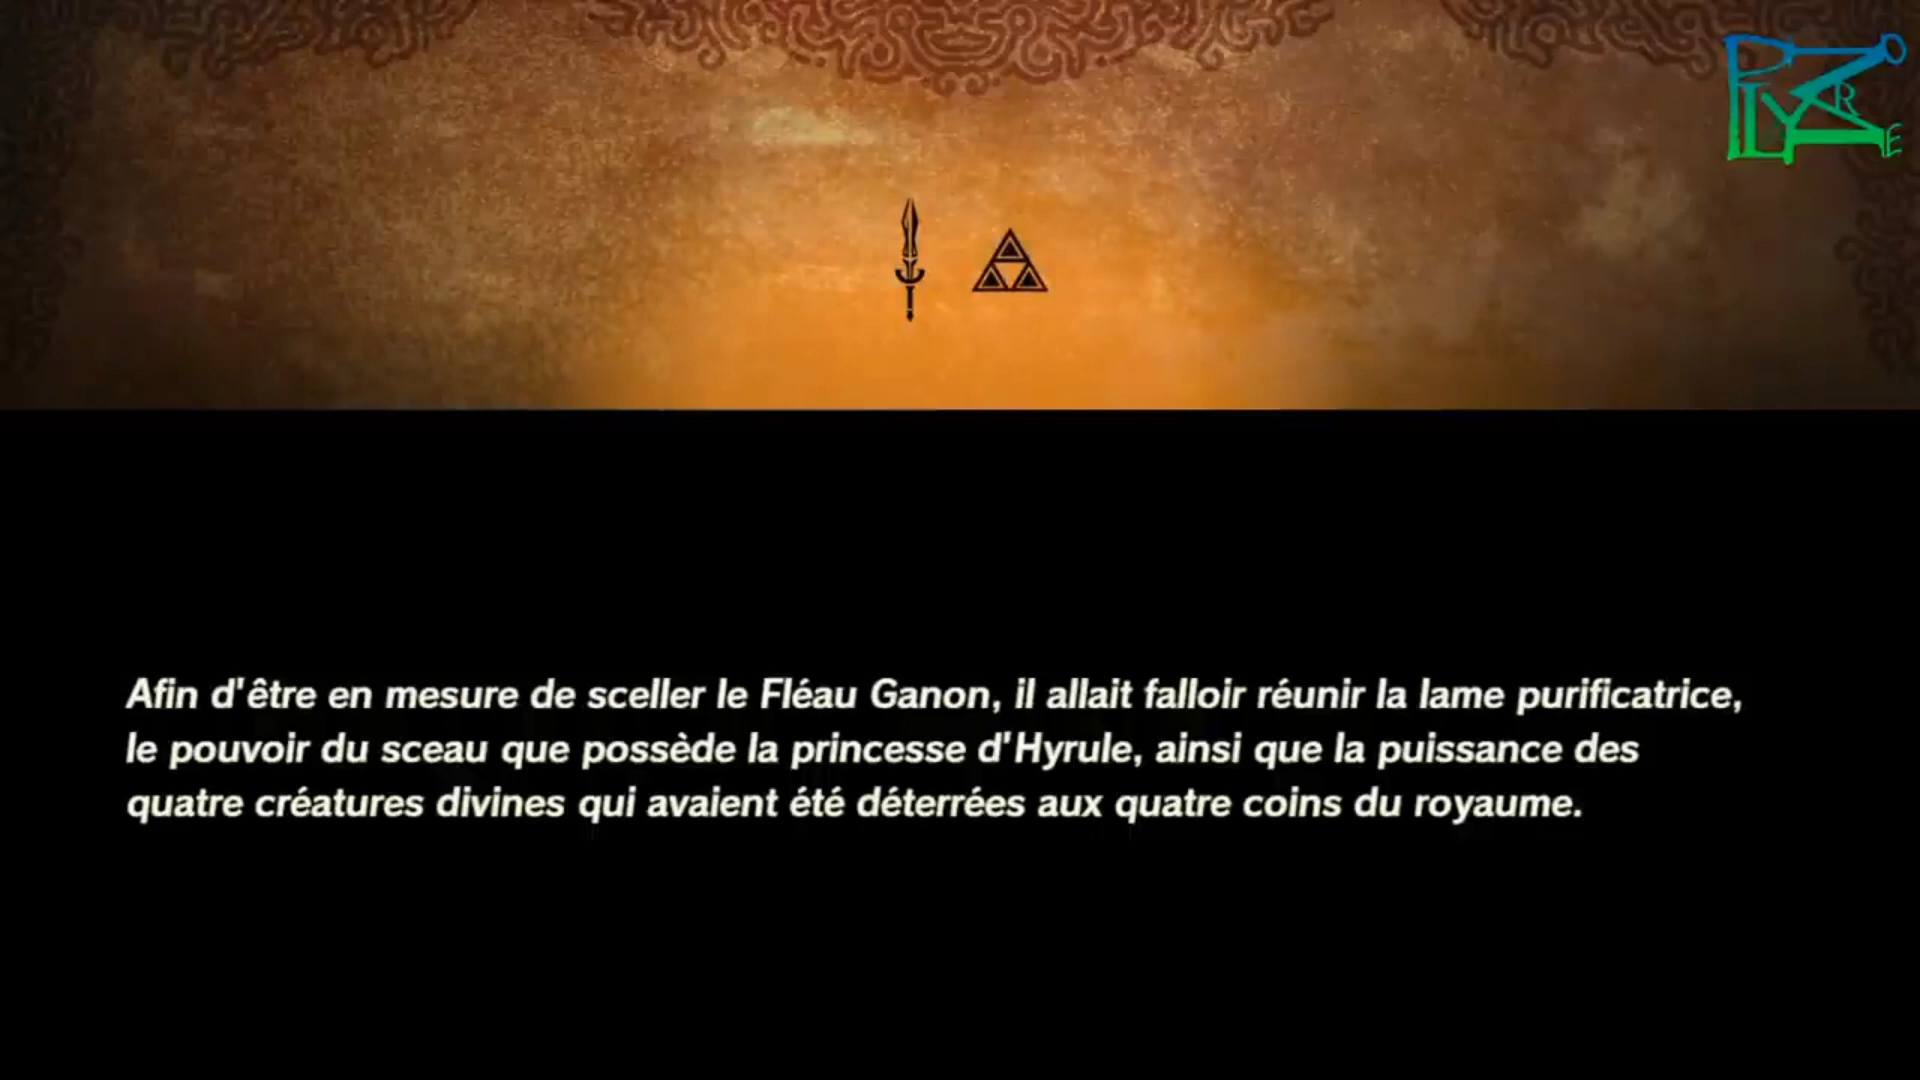 Afin d'être en mesure de sceller le Fléau Ganon, il allait falloir réunir la lame purificatrice,
le pouvoir du sceau que possède la princesse d'Hyrule, ainsi que la puissance des
quatre créatures divines qui avaient été déterrées aux quatre coins du royaume.